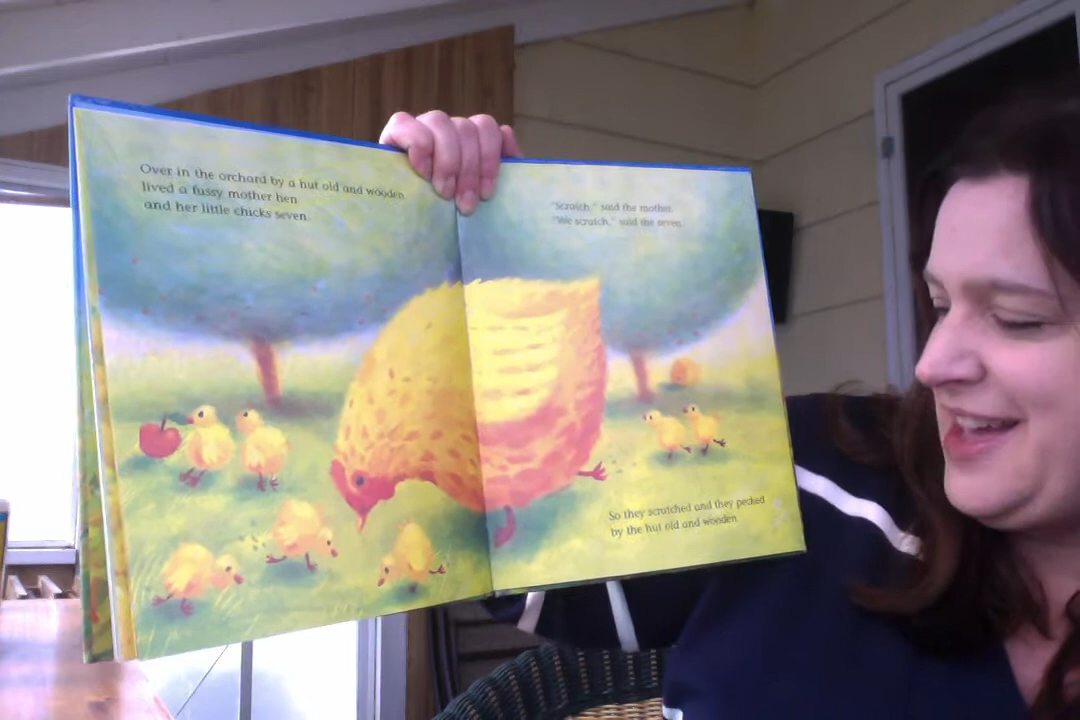 Over in the orchard by a hut old and wooden
lived a fussy mother hen
and her little chicks seven.
"Scratch," said the mother.
"We scratch," said the seven.
So they scratched and they pecked
by the hut old and wooden.